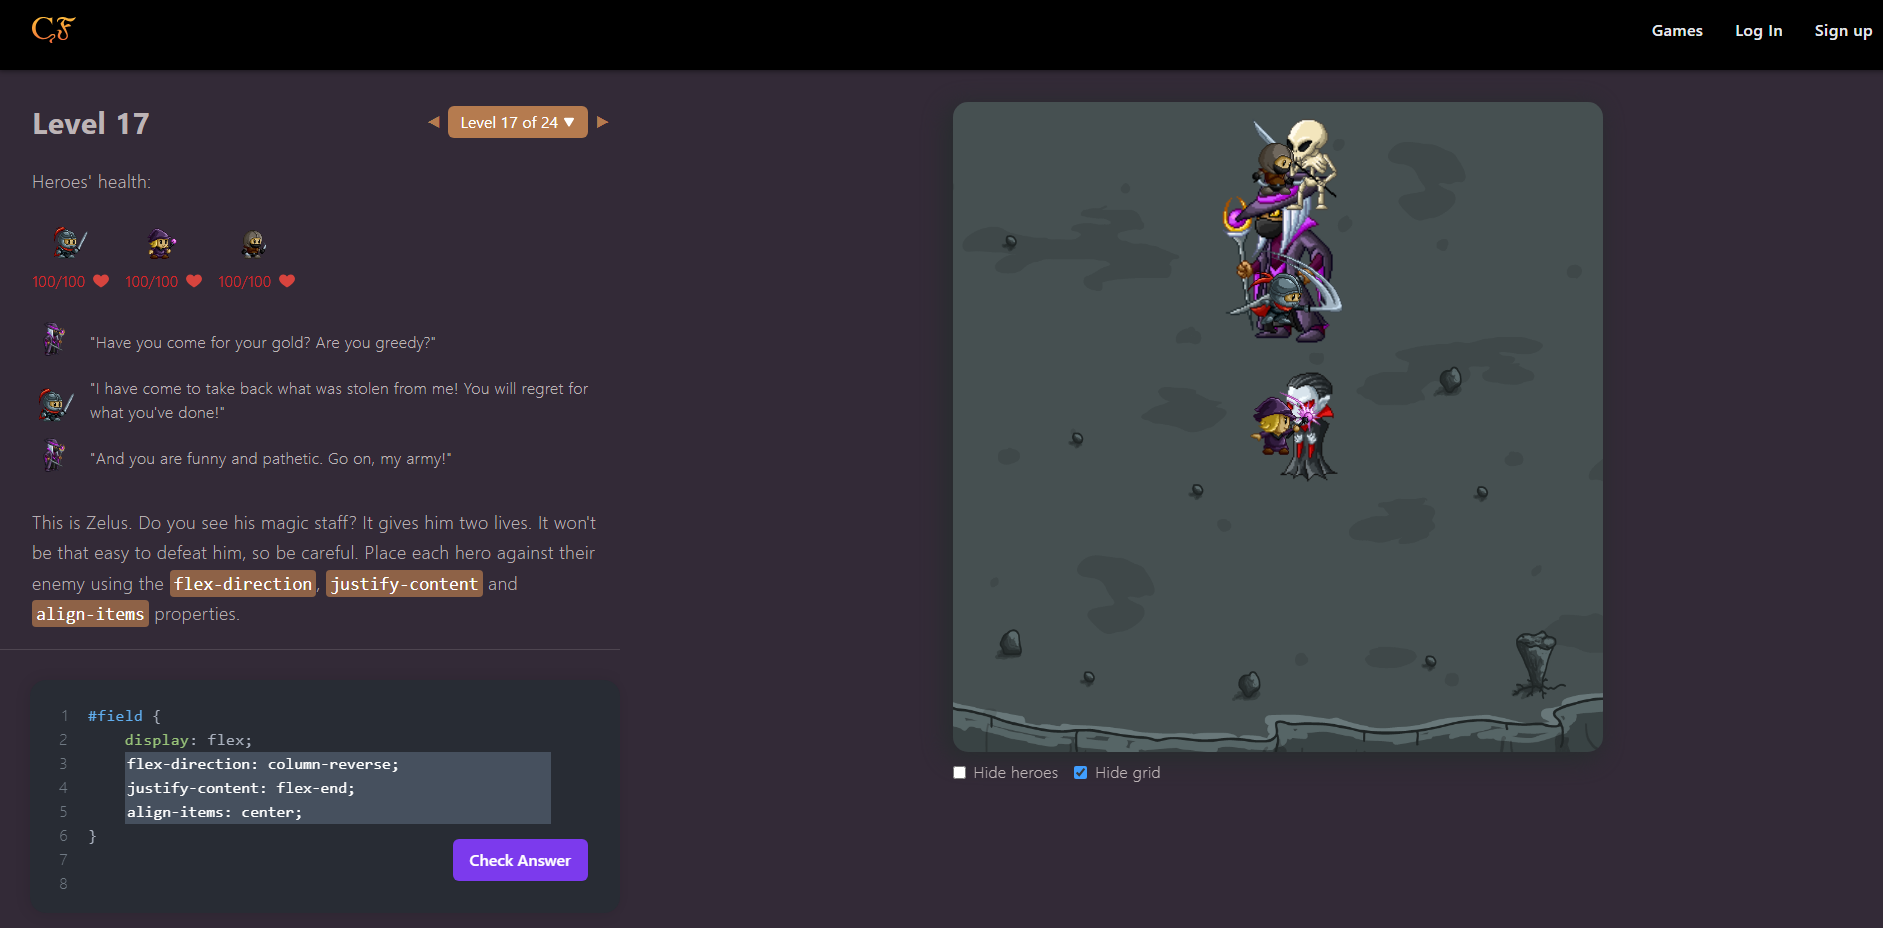 CF
Games
Log In
Sign up
Level 17
◀ Level 17 of 24 ▼ ▶
Heroes' health:
100/100
100/100
100/100
"Have you come for your gold? Are you greedy?"
"I have come to take back what was stolen from me! You will regret for
what you've done!"
"And you are funny and pathetic. Go on, my army!"
This is Zelus. Do you see his magic staff? It gives him two lives. It won't
be that easy to defeat him, so be careful. Place each hero against their
enemy using the flex-direction, justify-content and
align-items properties.
1 #field {
2 display: flex;
3 flex-direction: column-reverse;
4 justify-content: flex-end;
5 align-items: center;
6 }
7
8
Check Answer
Hide heroes
Hide grid